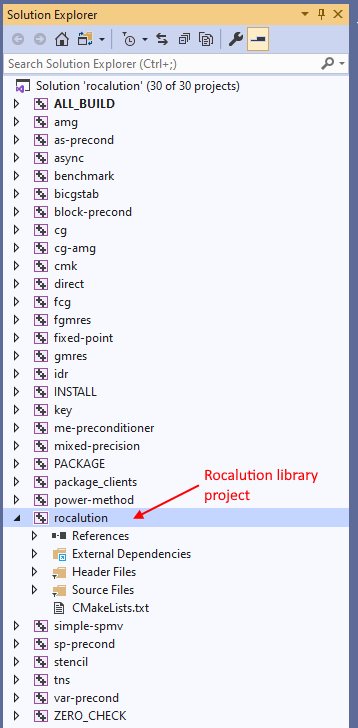 Solution Explorer
Search Solution Explorer (Ctrl+;)
Solution 'rocalution' (30 of 30 projects)
ALL_BUILD
amg
as-precond
async
benchmark
bicgstab
block-precond
cg
cg-amg
cmk
direct
fcg
fgmres
fixed-point
gmres
idr
INSTALL
key
me-preconditioner
mixed-precision
PACKAGE
package_clients
power-method
Rocalution library
project
rocalution
References
External Dependencies
Header Files
Source Files
CMakeLists.txt
simple-spmv
sp-precond
stencil
tns
var-precond
ZERO_CHECK